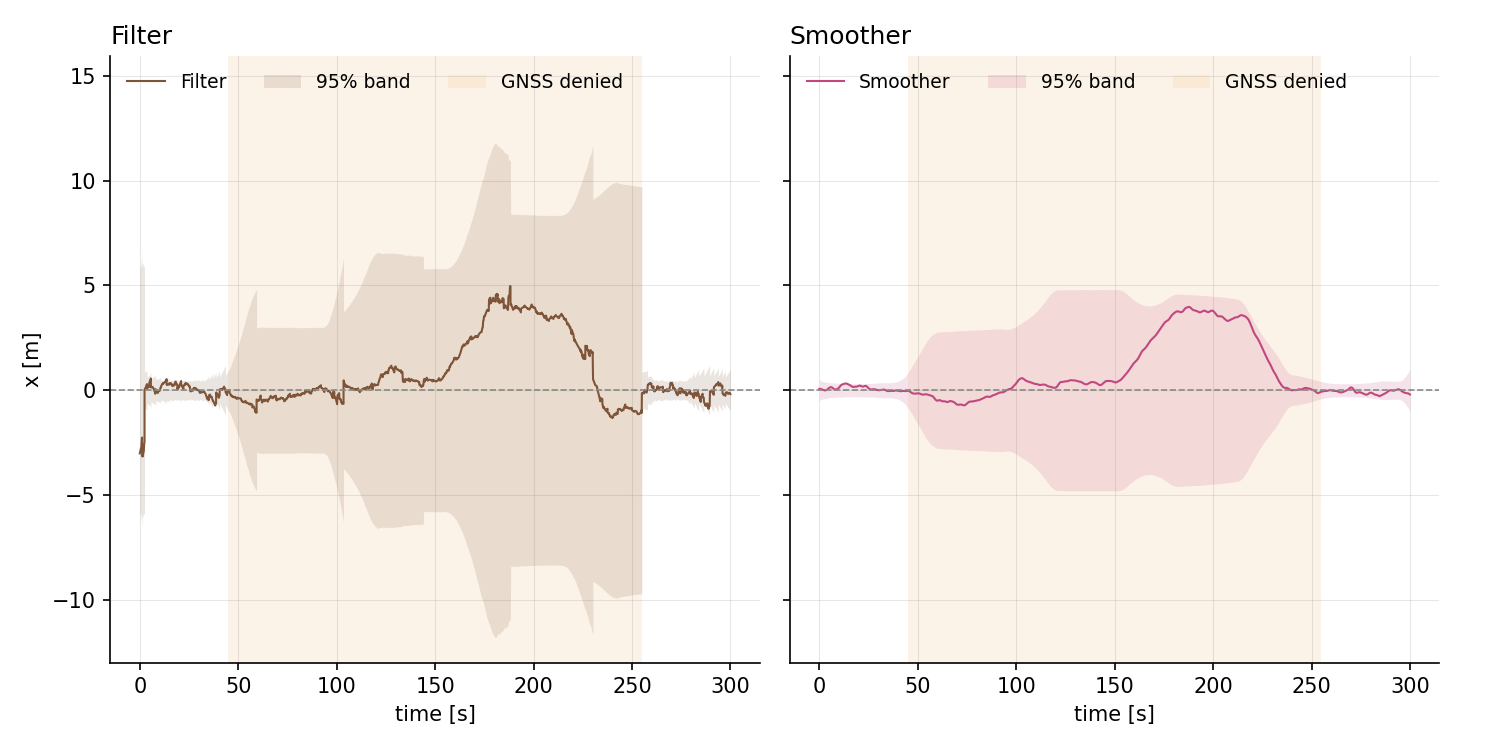 Filter
Smoother
Filter 95% band GNSS denied
Smoother 95% band GNSS denied
15
10
5
0
−5
−10
x [m]
0 50 100 150 200 250 300
0 50 100 150 200 250 300
time [s]
time [s]